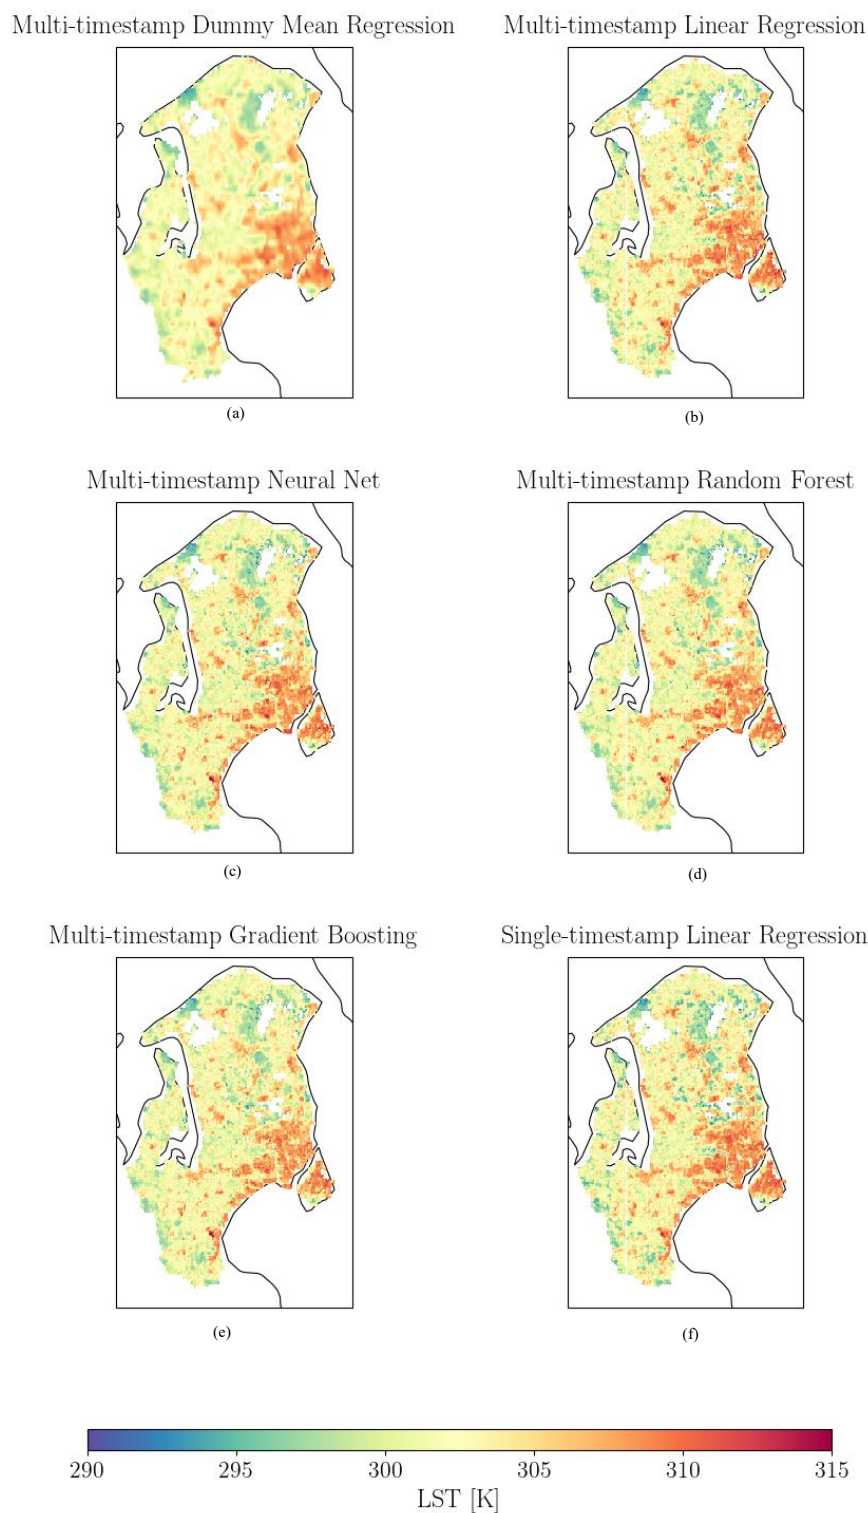 Multi-timestamp Dummy Mean Regression
Multi-timestamp Linear Regression
(a)
(b)
Multi-timestamp Neural Net
Multi-timestamp Random Forest
(c)
(d)
Multi-timestamp Gradient Boosting
Single-timestamp Linear Regression
(e)
(f)
290 295 300 305 310 315
LST [K]